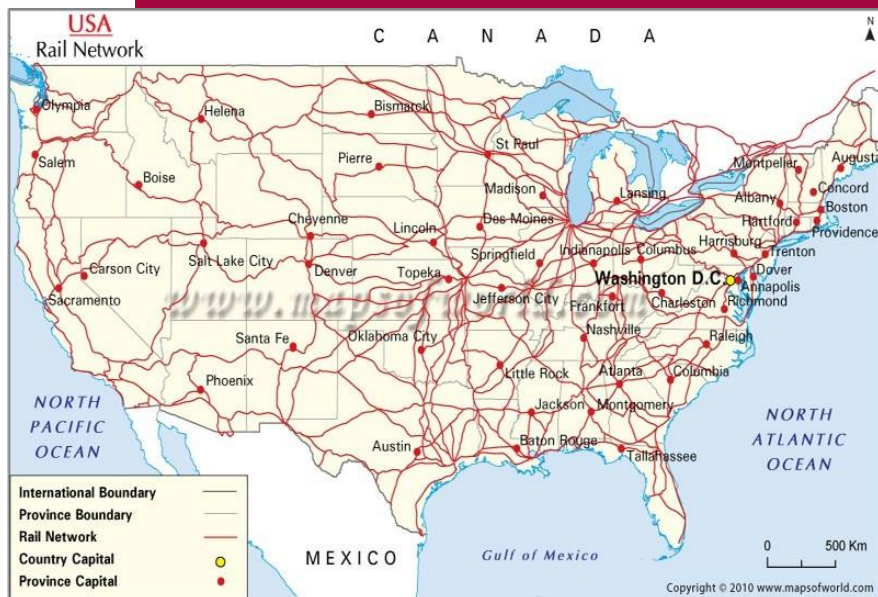 USA
Rail Network
N
C A N A D A
Olympia
Helena
Bismarck
St Paul
Montpelier
Augusta
Salem
Boise
Pierre
Madison
Lansing
Albany
Concord
Boston
Hartford
Providence
Cheyenne
Lincoln
Des Moines
Harrisburg
Trenton
Salt Lake City
Springfield
Indianapolis
Columbus
Carson City
Denver
Topeka
Washington D.C.
Dover
Annapolis
Sacramento
www.mapsofworld.com
Jefferson City
Frankfort
Charleston
Richmond
Santa Fe
Oklahoma City
Nashville
Raleigh
Phoenix
Little Rock
Atlanta
Columbia
NORTH
PACIFIC
OCEAN
Jackson
Montgomery
NORTH
ATLANTIC
OCEAN
Austin
Baton Rouge
Tallahassee
International Boundary
Province Boundary
Rail Network
Country Capital
Province Capital
MEXICO
Gulf of Mexico
0 500 Km
Copyright © 2010 www.mapsofworld.com